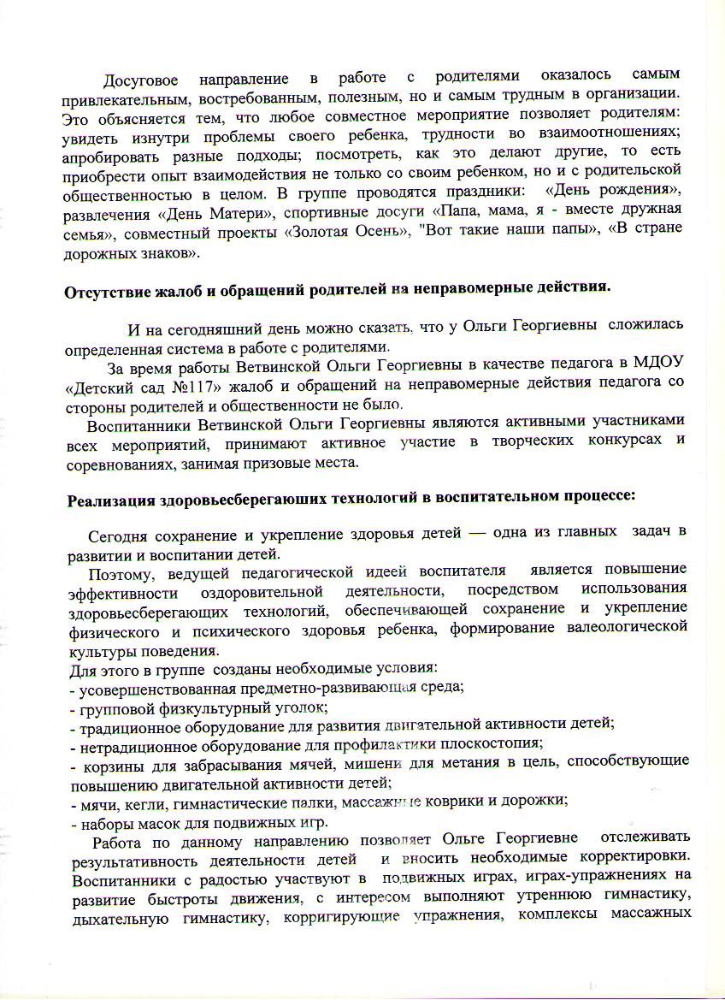 Досуговое направление в работе с родителями оказалось самым
привлекательным, востребованным, полезным, но и самым трудным в организации.
Это объясняется тем, что любое совместное мероприятие позволяет родителям:
увидеть изнутри проблемы своего ребенка, трудности во взаимоотношениях;
апробировать разные подходы; посмотреть, как это делают другие, то есть
приобрести опыт взаимодействия не только со своим ребенком, но и с родительской
общественностью в целом. В группе проводятся праздники: «День рождения»,
развлечения «День Матери», спортивные досуги «Папа, мама, я - вместе дружная
семья», совместный проекты «Золотая Осень», "Вот такие наши папы», «В стране
дорожных знаков».
Отсутствие жалоб и обращений родителей на неправомерные действия.
И на сегодняшний день можно сказать, что у Ольги Георгиевны сложилась
определенная система в работе с родителями.
За время работы Ветвинской Ольги Георгиевны в качестве педагога в МДОУ
«Детский сад №117» жалоб и обращений на неправомерные действия педагога со
стороны родителей и общественности не было.
Воспитанники Ветвинской Ольги Георгиевны являются активными участниками
всех мероприятий, принимают активное участие в творческих конкурсах и
соревнованиях, занимая призовые места.
Реализация здоровьесберегаюших технологий в воспитательном процессе:
Сегодня сохранение и укрепление здоровья детей — одна из главных задач в
развитии и воспитании детей.
Поэтому, ведущей педагогической идеей воспитателя является повышение
эффективности оздоровительной деятельности, посредством использования
здоровьесберегающих технологий, обеспечивающей сохранение и укрепление
физического и психического здоровья ребенка, формирование валеологической
культуры поведения.
Для этого в группе созданы необходимые условия:
- усовершенствованная предметно-развивающая среда;
- групповой физкультурный уголок;
- традиционное оборудование для развития двигательной активности детей;
- нетрадиционное оборудование для профилактики плоскостопия;
- корзины для забрасывания мячей, мишени для метания в цель, способствующие
повышению двигательной активности детей;
- мячи, кегли, гимнастические палки, массажные коврики и дорожки;
- наборы масок для подвижных игр.
Работа по данному направлению позволяет Ольге Георгиевне отслеживать
результативность деятельности детей и вносить необходимые корректировки.
Воспитанники с радостью участвуют в подвижных играх, играх-упражнениях на
развитие быстроты движения, с интересом выполняют утреннюю гимнастику,
дыхательную гимнастику, корригирующие упражнения, комплексы массажных